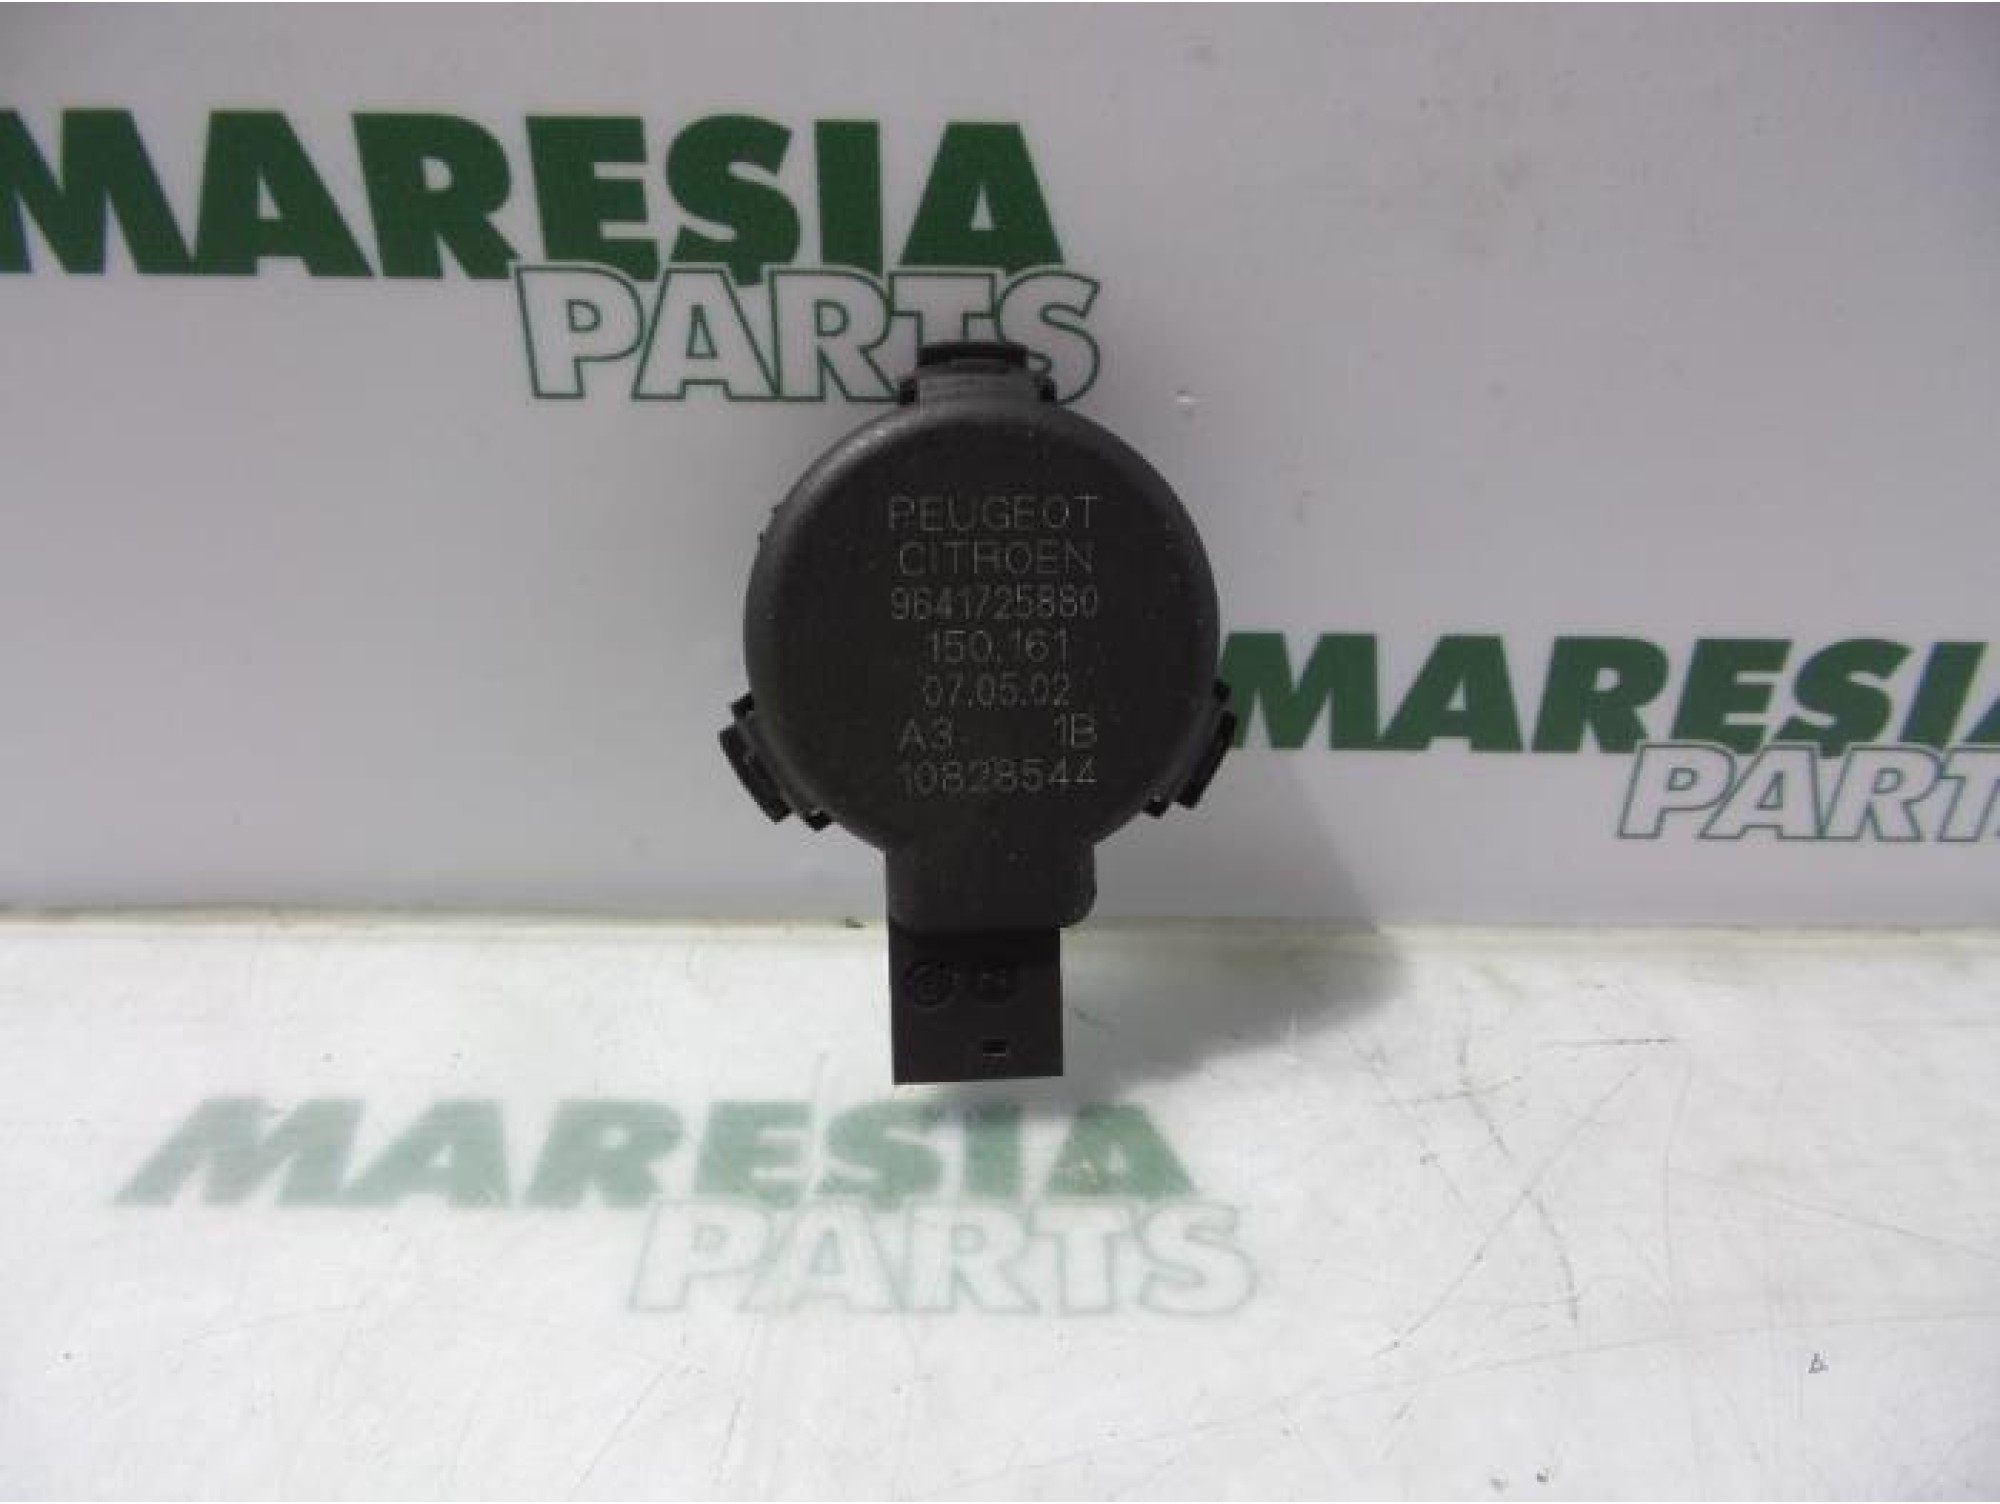 MARESIA
PARTS
PEUGEOT
CITROEN
9641725880
150.161
07.05.02
A3 1B
10828544
MARESIA
PARTS
MARESIA
PARTS